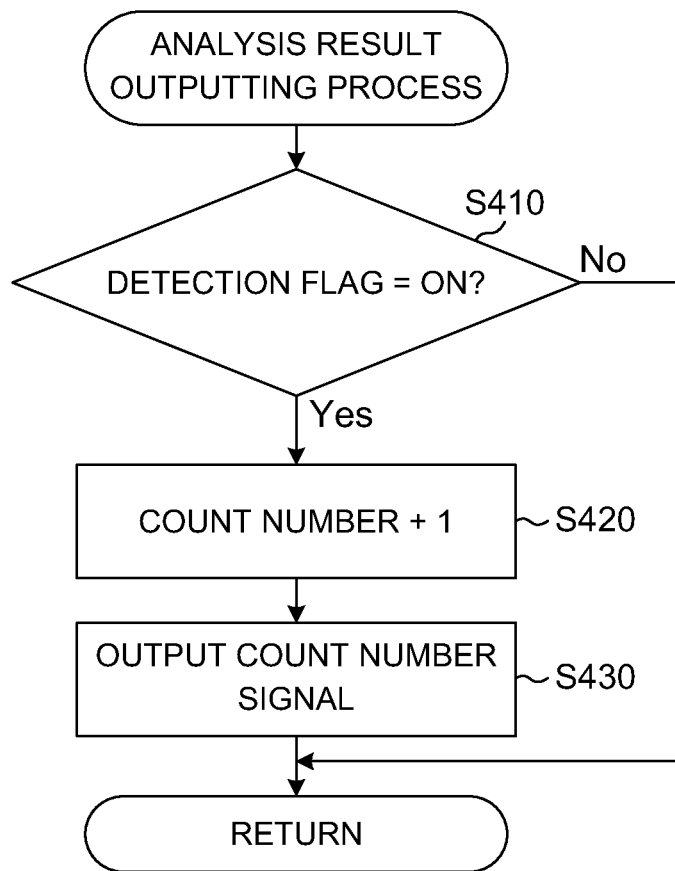 ANALYSIS RESULT
OUTPUTTING PROCESS
S410
DETECTION FLAG = ON?
No
Yes
COUNT NUMBER + 1
S420
OUTPUT COUNT NUMBER
SIGNAL
S430
RETURN